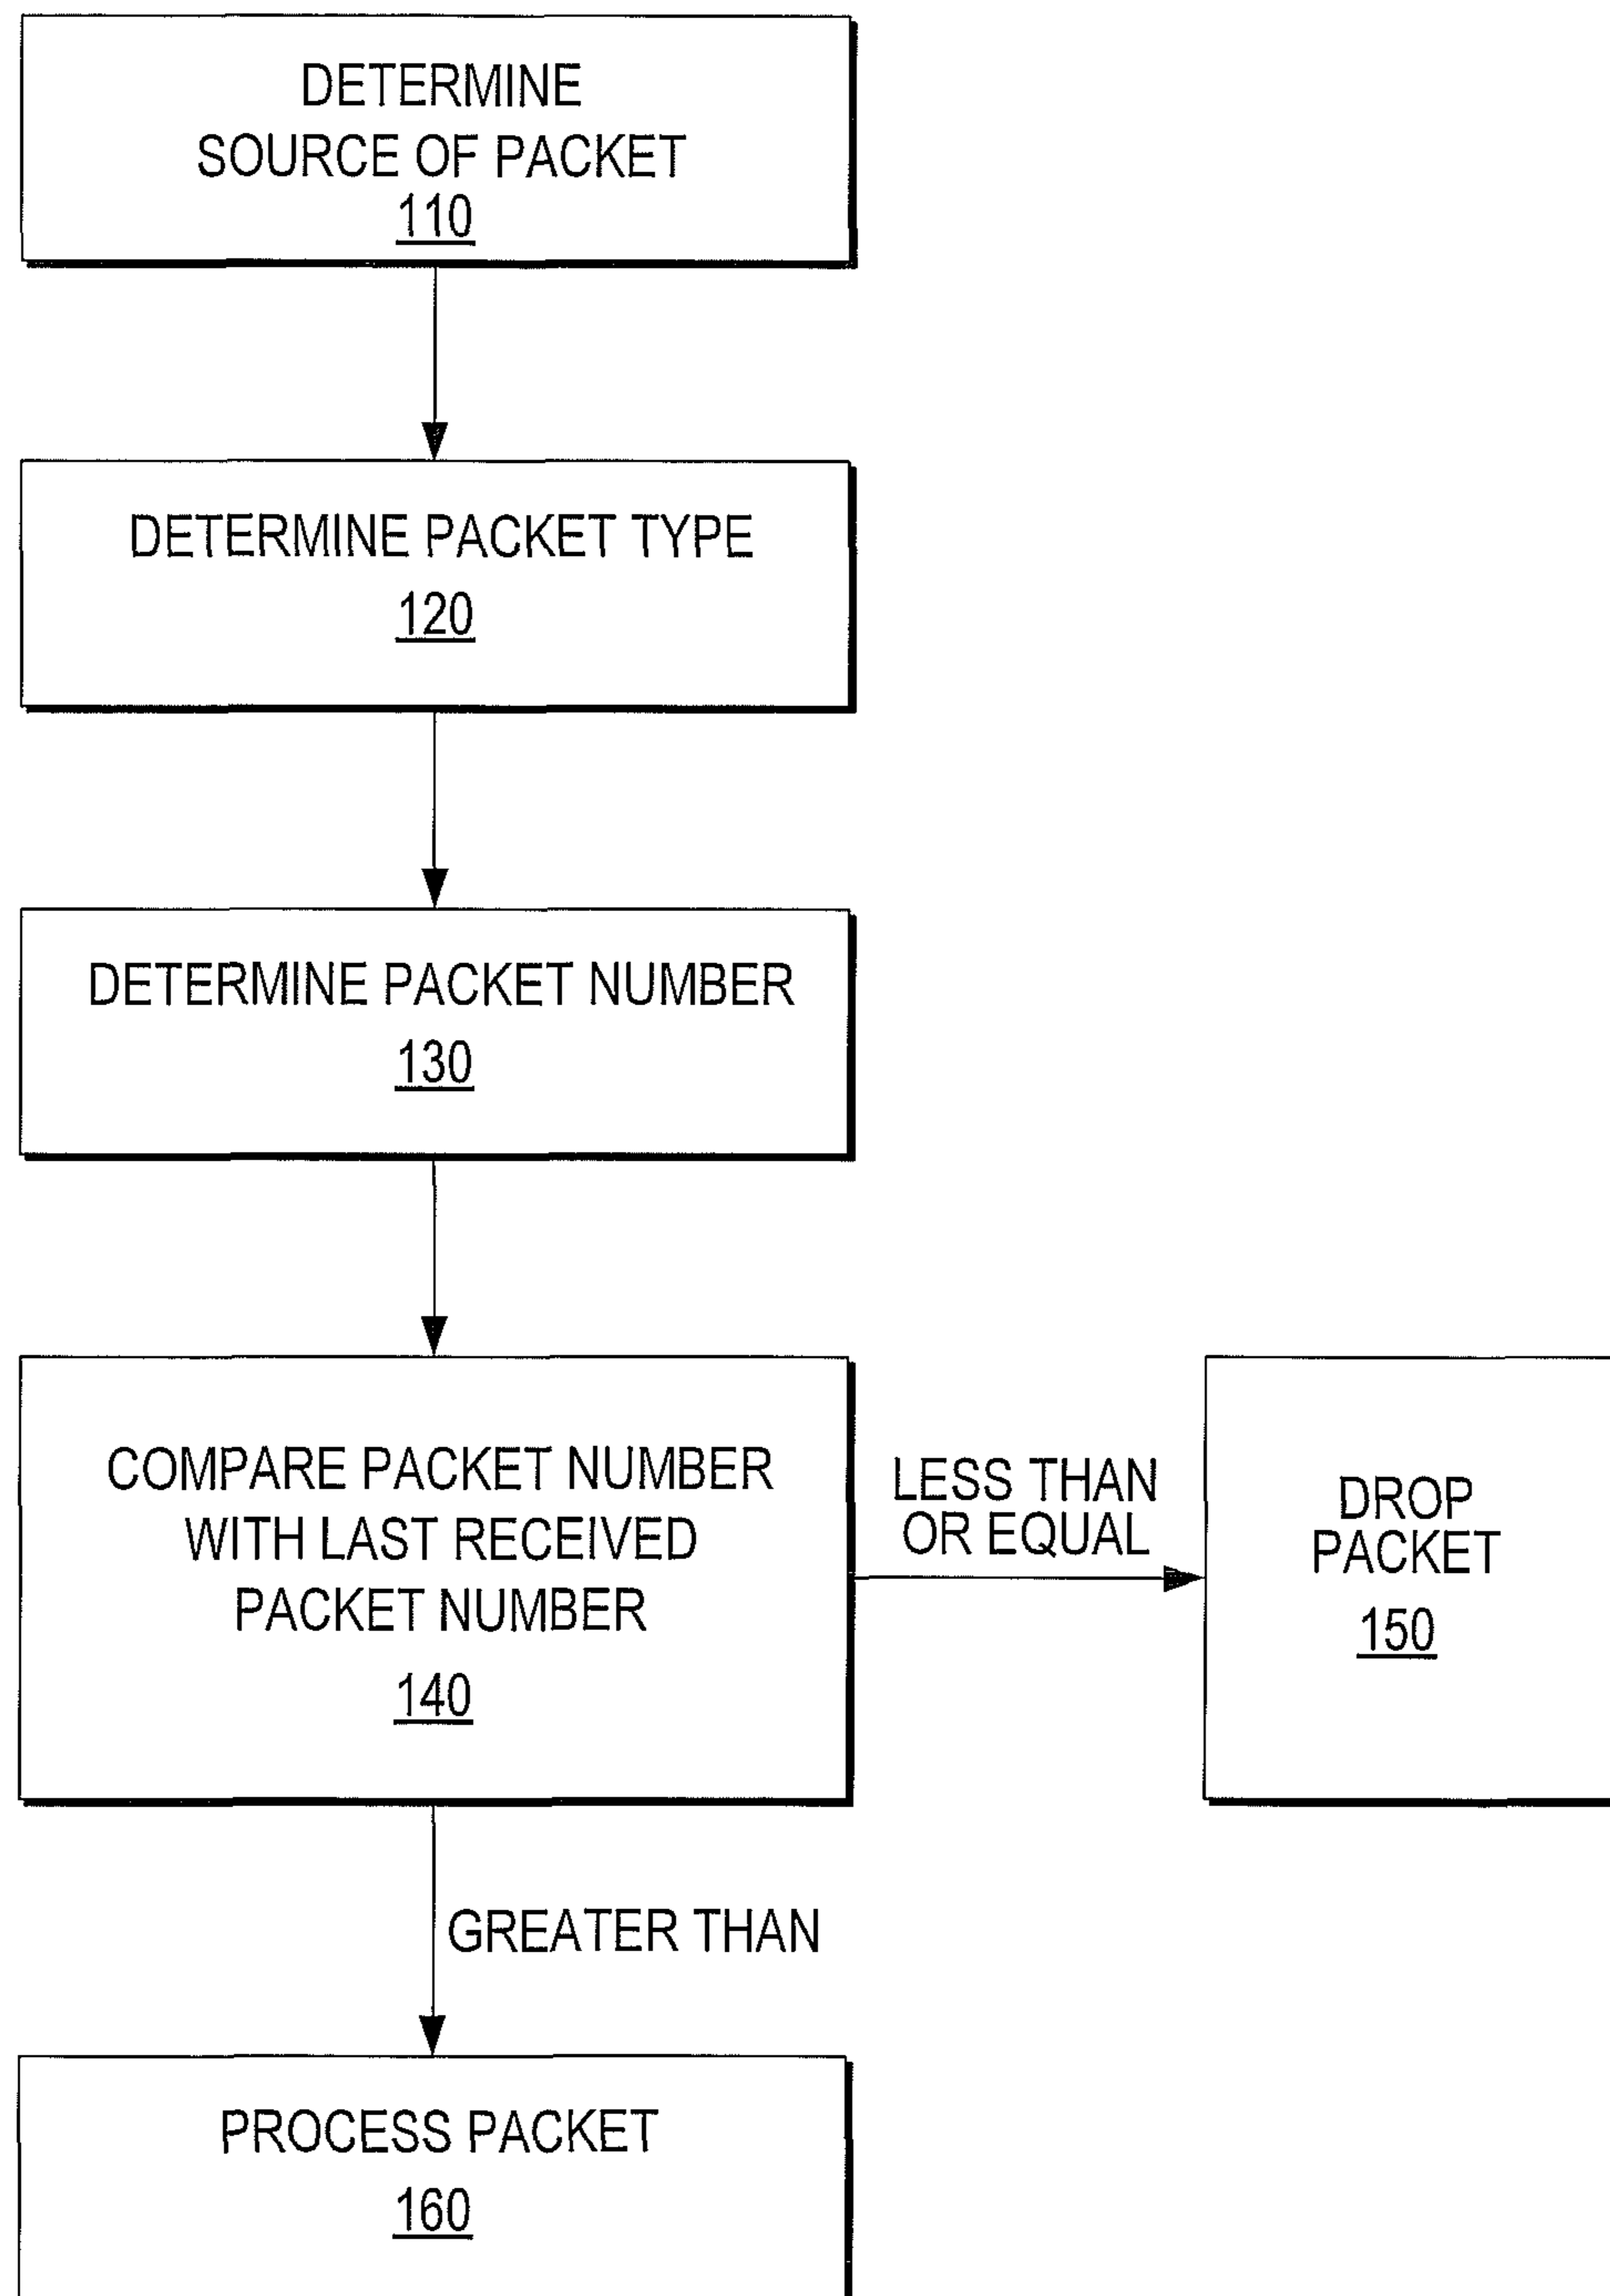 DETERMINE
SOURCE OF PACKET
110
DETERMINE PACKET TYPE
120
DETERMINE PACKET NUMBER
130
COMPARE PACKET NUMBER
WITH LAST RECEIVED
PACKET NUMBER
140
LESS THAN
OR EQUAL
DROP
PACKET
150
GREATER THAN
PROCESS PACKET
160